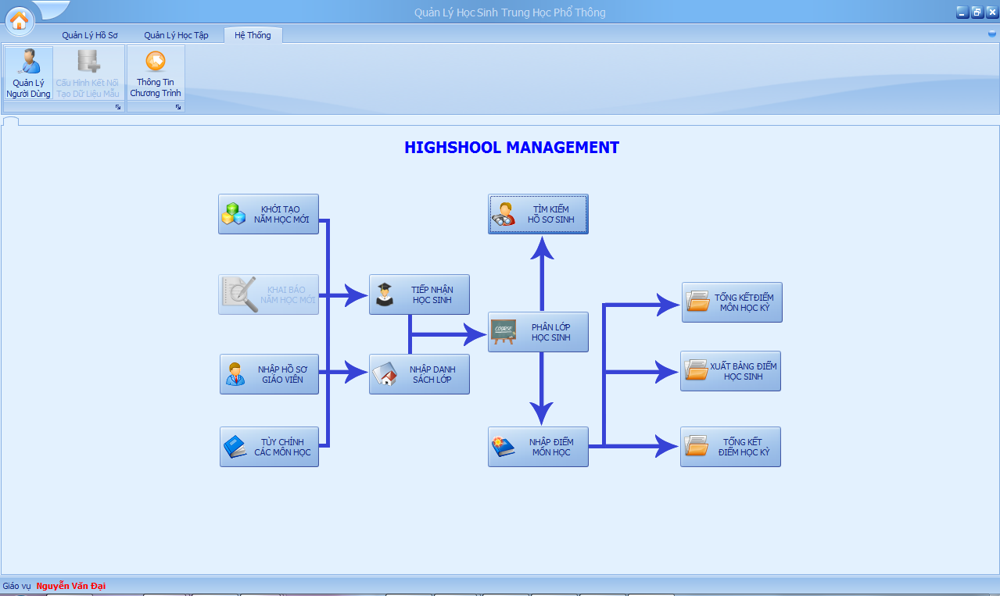 Quản Lý Học Sinh Trung Học Phổ Thông
Quản Lý Hồ Sơ
Quản Lý Học Tập
Hệ Thống
Quản Lý
Người Dùng
Cấu Hình Kết Nối
Tạo Dữ Liệu Mẫu
Thông Tin
Chương Trình
HIGHSHOOL MANAGEMENT
KHỞI TẠO
NĂM HỌC MỚI
TÌM KIẾM
HỒ SƠ SINH
KHAI BÁO
NĂM HỌC MỚI
TIẾP NHẬN
HỌC SINH
TỔNG KẾT ĐIỂM
MÔN HỌC KỲ
COURSE
PHÂN LỚP
HỌC SINH
NHẬP HỒ SƠ
GIÁO VIÊN
NHẬP DANH
SÁCH LỚP
XUẤT BẢNG ĐIỂM
HỌC SINH
TÙY CHỈNH
CÁC MÔN HỌC
NHẬP ĐIỂM
MÔN HỌC
TỔNG KẾT
ĐIỂM HỌC KỲ
Giáo vụ Nguyễn Văn Đại